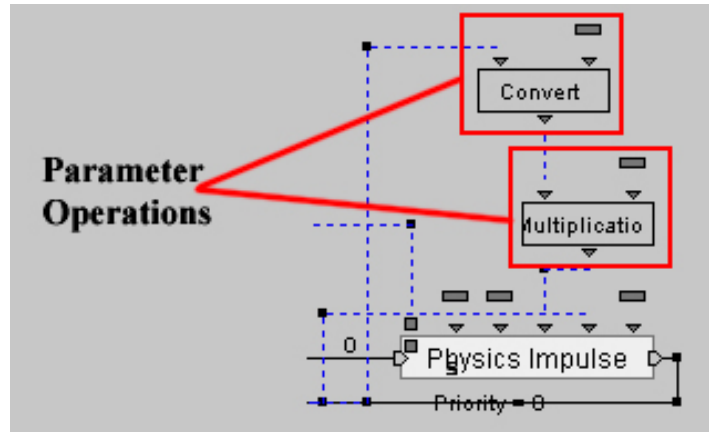 Convert
Parameter
Operations
Multiplicatio
0
Physics Impulse
Priority = 0